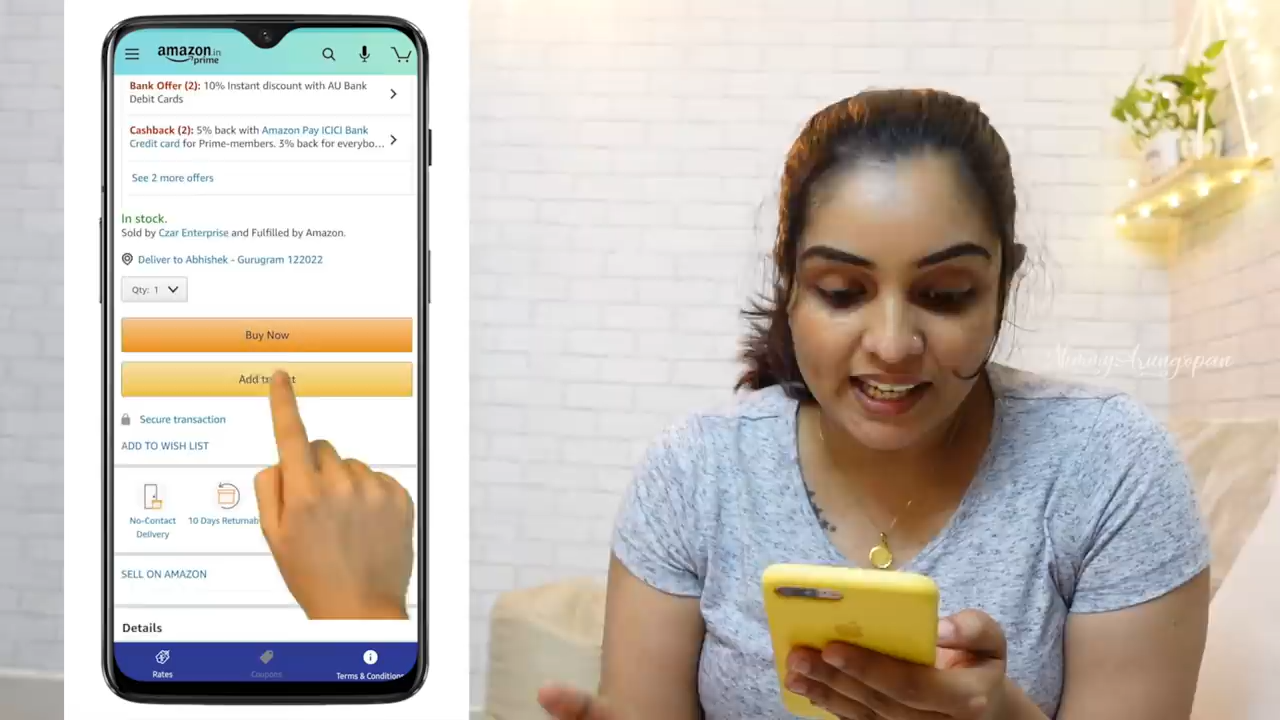 amazon.in
prime
Bank Offer (2): 10% Instant discount with AU Bank
Debit Cards
Cashback (2): 5% back with Amazon Pay ICICI Bank
Credit card for Prime-members. 3% back for everybo...
See 2 more offers
In stock.
Sold by Czar Enterprise and Fulfilled by Amazon.
Deliver to Abhishek - Gurugram 122022
Qty: 1
Buy Now
Add
Secure transaction
ADD TO WISH LIST
No-Contact
Delivery
10 Days Returnab
SELL ON AMAZON
Details
Rates
Coupons
Terms & Conditions